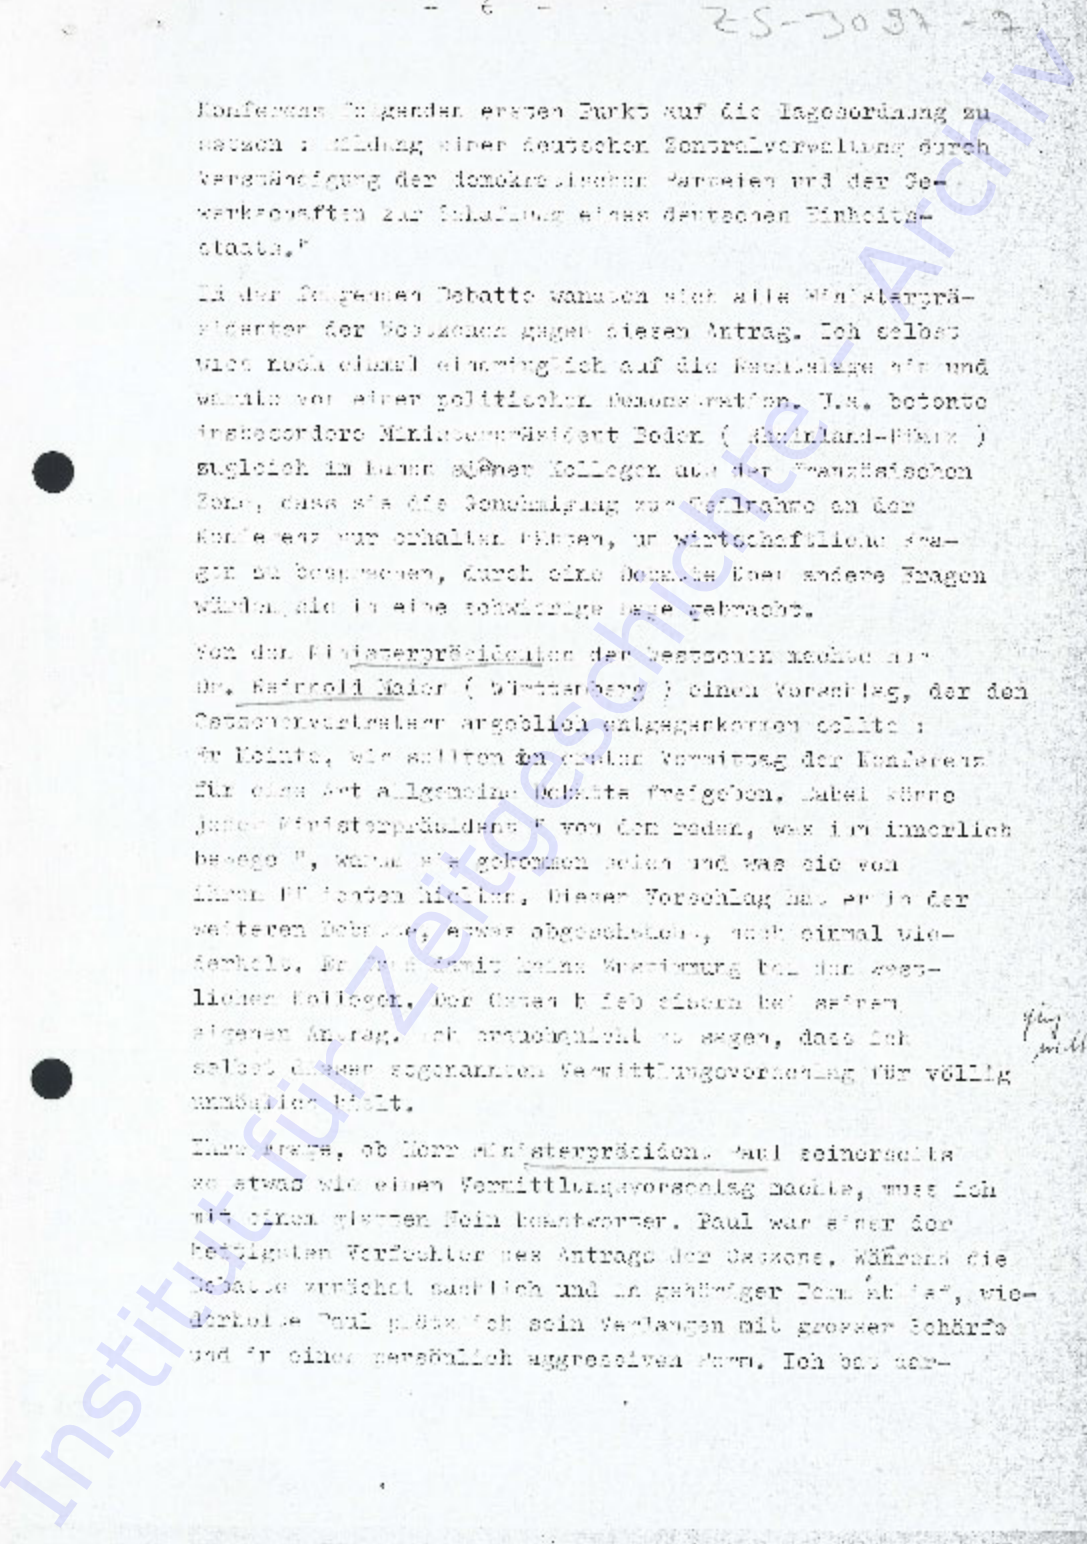 - 6 -
ZS-3097-7
Konferenz folgenden ersten Punkt auf die Tagesordnung zu
setzen : Bildung einer deutschen Zentralverwaltung durch
Verständigung der demokratischen Parteien und der Ge-
werkschaften zur Schaffung eines deutschen Einheits-
staats."
In der folgenden Debatte wandten sich alle Ministerprä-
sidenten der Westzonen gegen diesen Antrag. Ich selbst
wies noch einmal eindringlich auf die Rechtslage hin und
warnte vor einer politischen Demonstration. U.a. betonte
insbesondere Ministerpräsident Boden ( Rheinland-Pfalz )
zugleich im Namen seiner Kollegen aus der französischen
Zone, dass sie die Genehmigung zur Teilnahme an der
Konferenz nur erhalten hätten, um wirtschaftliche Fra-
gen zu besprechen, durch eine Debatte über andere Fragen
würden sie in eine schwierige Lage gebracht.
Von den Ministerpräsidenten der Westzonen machte nur
Dr. Reinhold Maier ( Württemberg ) einen Vorschlag, der den
Ostzonenvertretern angeblich entgegenkommen sollte :
Er meinte, wir sollten den ersten Vormittag der Konferenz
für eine Art allgemeine Debatte freigeben. Dabei könne
jeder Ministerpräsident " von dem reden, was ihn innerlich
bewege ", warum sie gekommen seien und was sie von
ihren Pflichten hielten. Diesen Vorschlag hat er in der
weiteren Debatte, etwas abgeschwächt, noch einmal wie-
derholt. Er fand damit keine Zustimmung bei den west-
lichen Kollegen. Der Osten blieb eisern bei seinem
eigenen Antrag. Ich brauche nicht zu sagen, dass ich
selbst diesen sogenannten Vermittlungsvorschlag für völlig
unmöglich hielt.
Ihre Frage, ob Herr Ministerpräsident Paul seinerseits
so etwas wie einen Vermittlungsvorschlag machte, muss ich
mit einem glatten Nein beantworten. Paul war einer der
heftigsten Verfechter des Antrags der Ostzone. Während die
Debatte zunächst sachlich und in gehöriger Form ablief, wie-
derholte Paul plötzlich sein Verlangen mit grosser Schärfe
und in einer persönlich aggressiven Form. Ich bat
Institut für Zeitgeschichte - Archiv